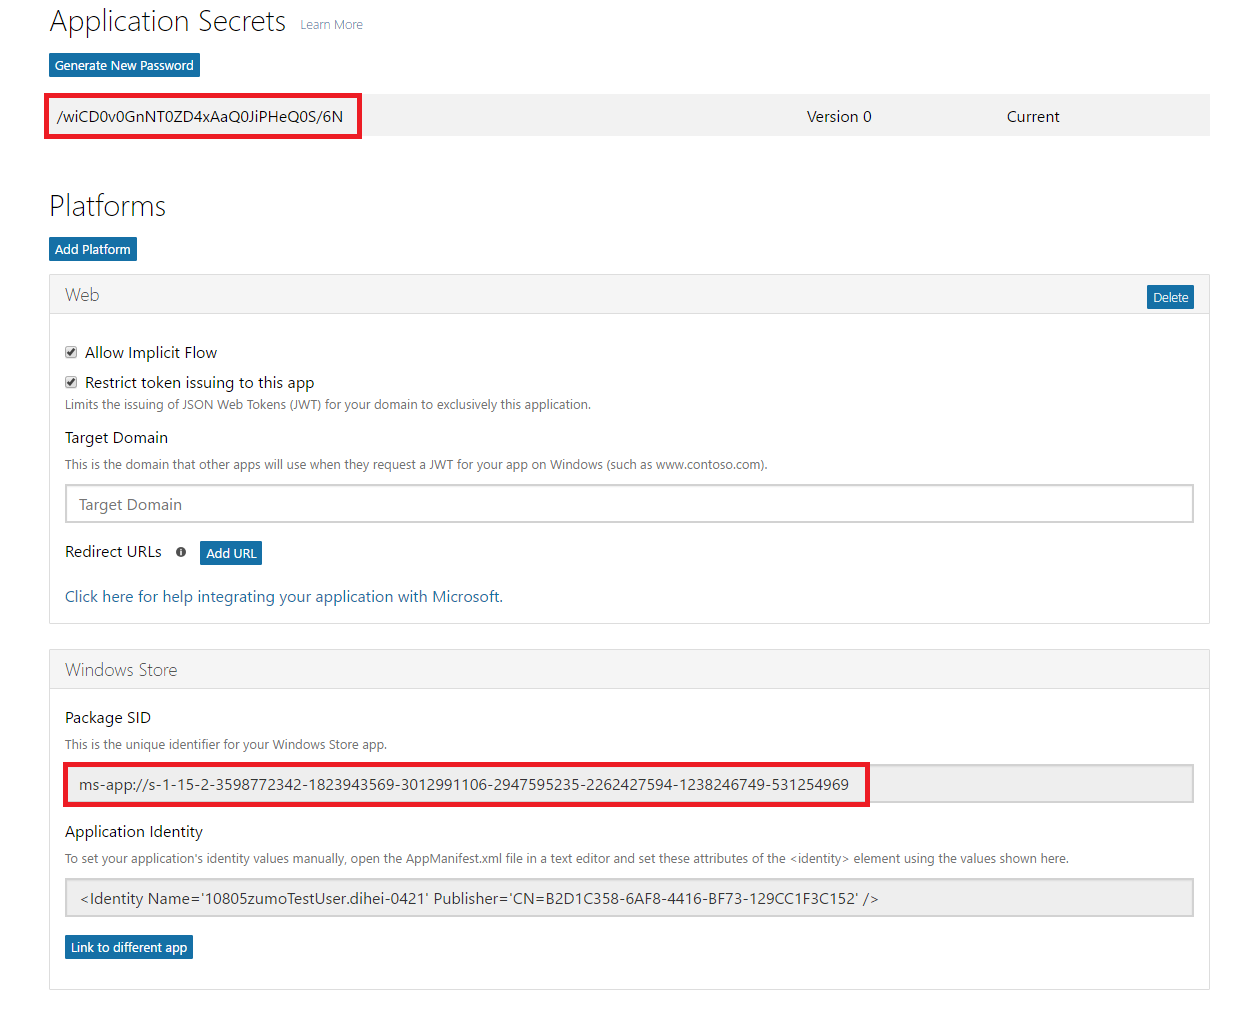 Application Secrets Learn More
Generate New Password
/wiCD0v0GnNT0ZD4xAaQ0JiPHeQ0S/6N Version 0 Current
Platforms
Add Platform
Web
Delete
Allow Implicit Flow
Restrict token issuing to this app
Limits the issuing of JSON Web Tokens (JWT) for your domain to exclusively this application.
Target Domain
This is the domain that other apps will use when they request a JWT for your app on Windows (such as www.contoso.com).
Target Domain
Redirect URLs Add URL
Click here for help integrating your application with Microsoft.
Windows Store
Package SID
This is the unique identifier for your Windows Store app.
ms-app://s-1-15-2-3598772342-1823943569-3012991106-2947595235-2262427594-1238246749-531254969
Application Identity
To set your application's identity values manually, open the AppManifest.xml file in a text editor and set these attributes of the <identity> element using the values shown here.
<Identity Name='10805zumoTestUser.dihei-0421' Publisher='CN=B2D1C358-6AF8-4416-BF73-129CC1F3C152' />
Link to different app